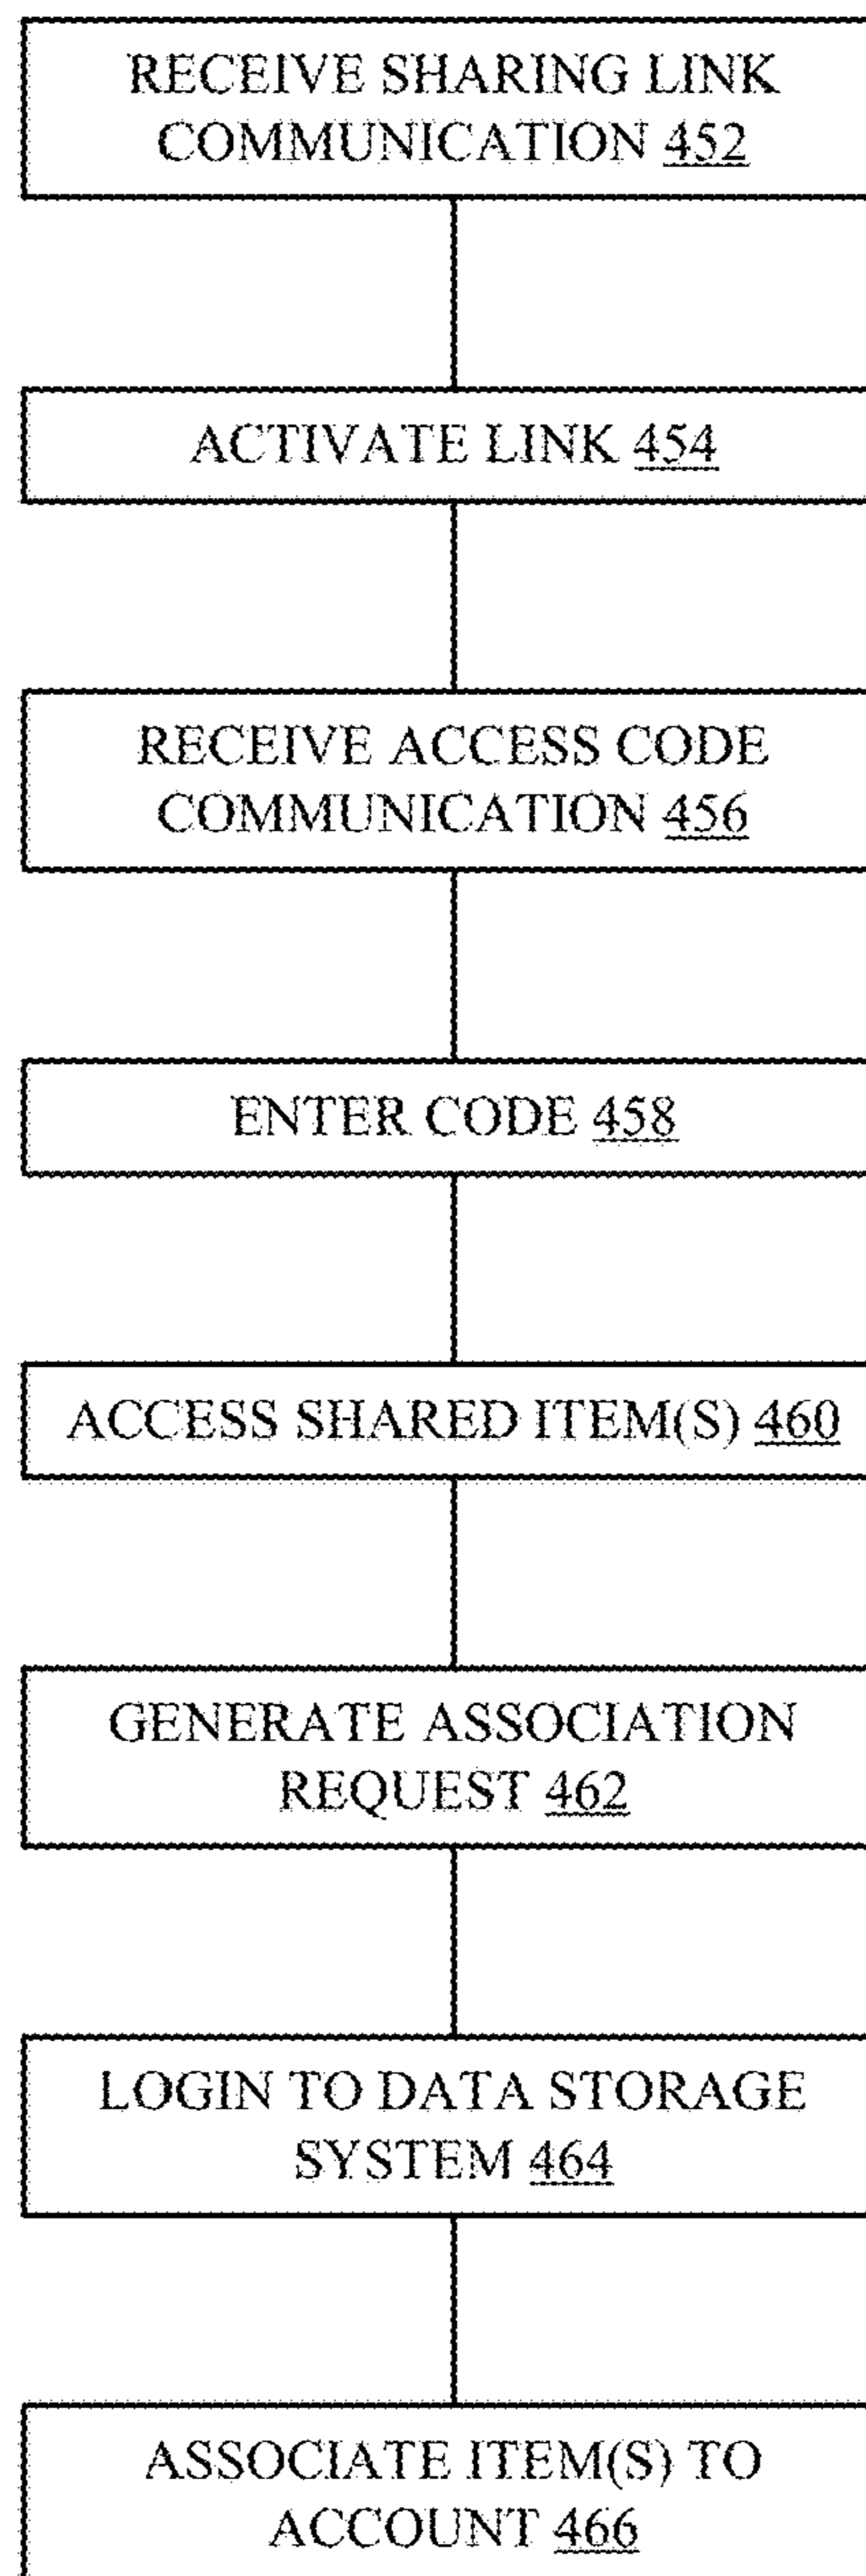 RECEIVE SHARING LINK
COMMUNICATION 452
ACTIVATE LINK 454
RECEIVE ACCESS CODE
COMMUNICATION 456
ENTER CODE 458
ACCESS SHARED ITEM(S) 460
GENERATE ASSOCIATION
REQUEST 462
LOGIN TO DATA STORAGE
SYSTEM 464
ASSOCIATE ITEM(S) TO
ACCOUNT 466